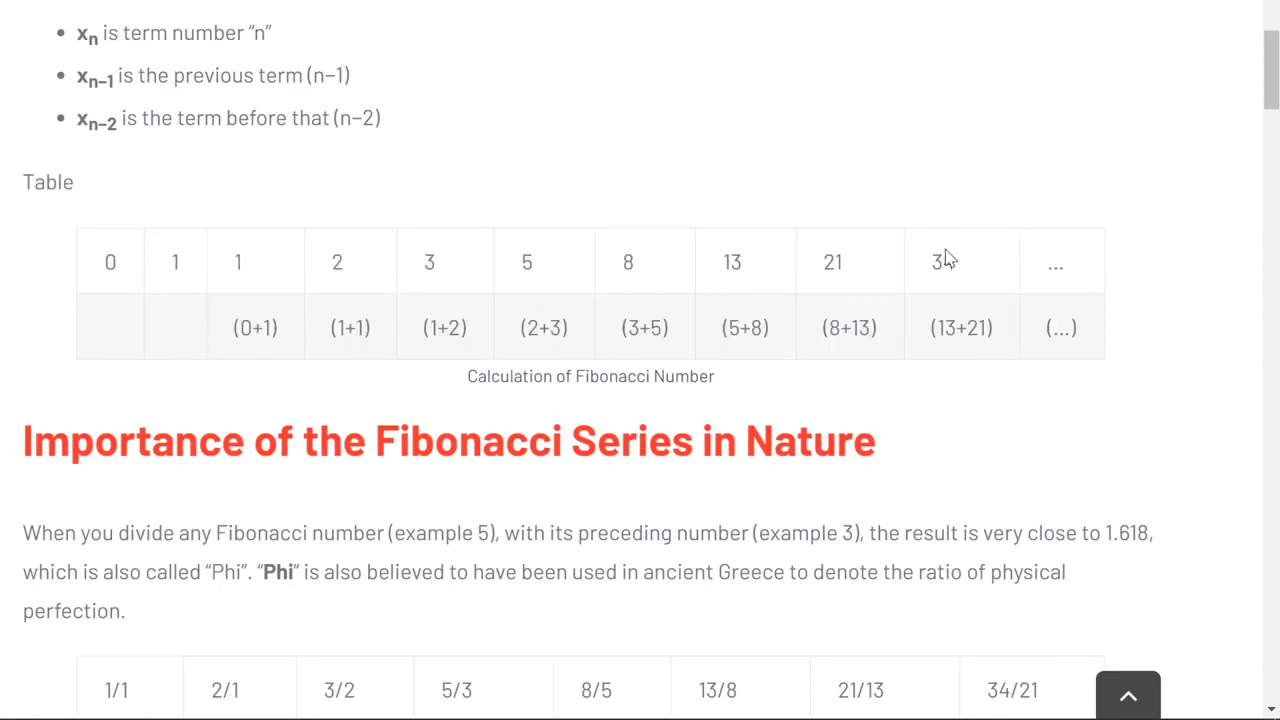 xn is term number “n”
xn−1 is the previous term (n−1)
xn−2 is the term before that (n−2)
Table
0 1 1 2 3 5 8 13 21 3 ...
(0+1) (1+1) (1+2) (2+3) (3+5) (5+8) (8+13) (13+21) (...)
Calculation of Fibonacci Number
Importance of the Fibonacci Series in Nature
When you divide any Fibonacci number (example 5), with its preceding number (example 3), the result is very close to 1.618,
which is also called “Phi”. “Phi” is also believed to have been used in ancient Greece to denote the ratio of physical
perfection.
1/1 2/1 3/2 5/3 8/5 13/8 21/13 34/21